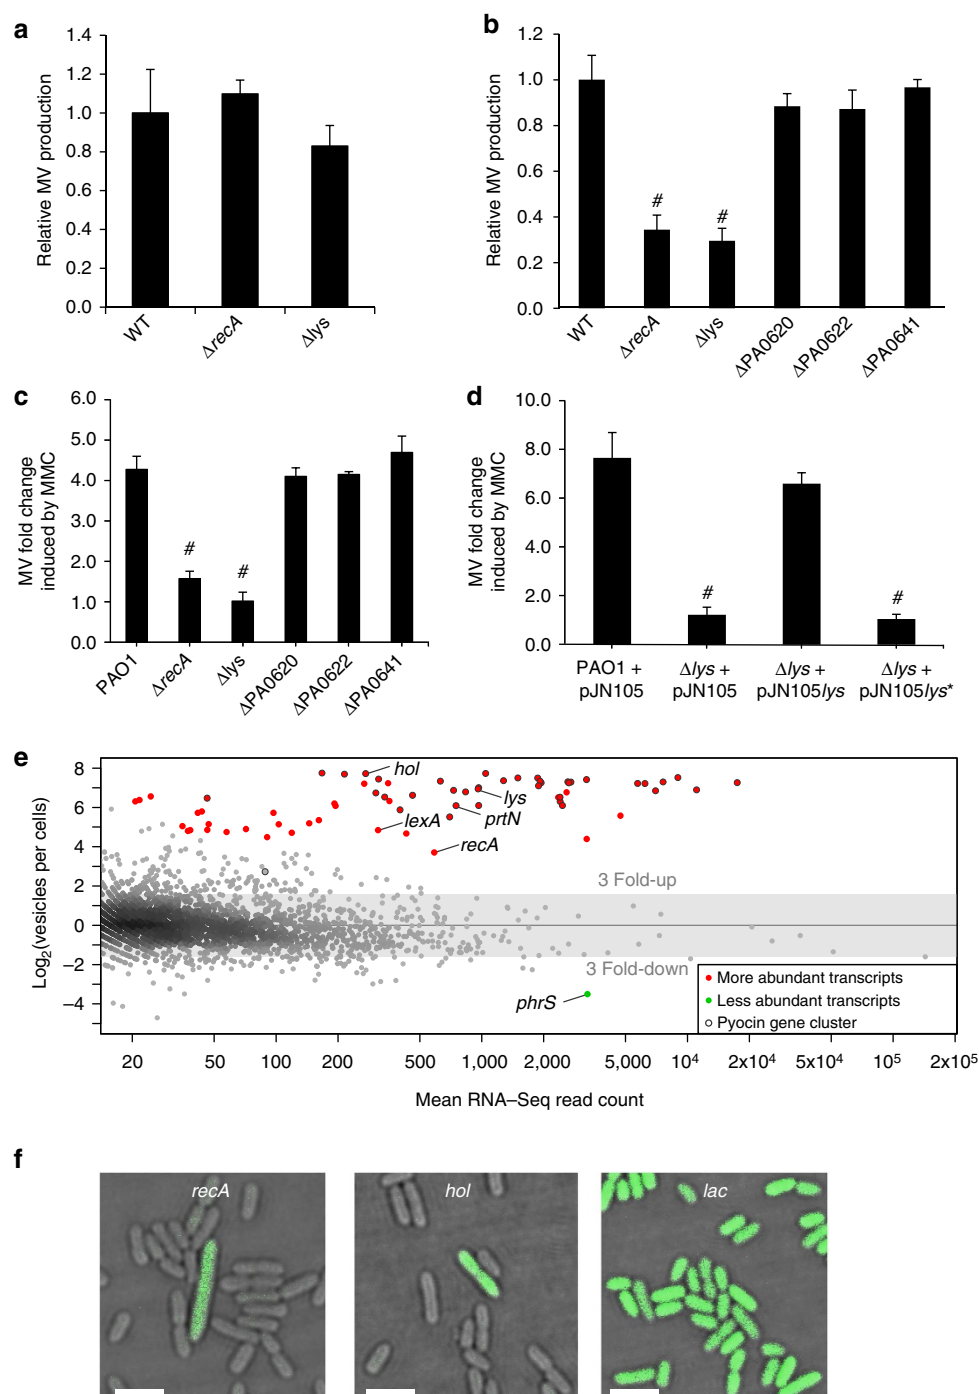 a
1.4
1.2
1.0
0.8
0.6
0.4
0.2
0.0
Relative MV production
WT
ΔrecA
Δlys
b
1.2
1.0
0.8
0.6
0.4
0.2
0.0
Relative MV production
#
#
WT
ΔrecA
Δlys
ΔPA0620
ΔPA0622
ΔPA0641
c
6.0
5.0
4.0
3.0
2.0
1.0
0.0
MV fold change
induced by MMC
#
#
PAO1
ΔrecA
Δlys
ΔPA0620
ΔPA0622
ΔPA0641
d
10.0
8.0
6.0
4.0
2.0
0.0
MV fold change
induced by MMC
#
#
PAO1 +
pJN105
Δlys +
pJN105
Δlys +
pJN105lys
Δlys +
pJN105lys*
e
8
6
4
2
0
−2
−4
Log2(vesicles per cells)
hol
lys
prtN
lexA
recA
3 Fold-up
3 Fold-down
phrS
More abundant transcripts
Less abundant transcripts
Pyocin gene cluster
20
50
100
200
500
1,000
2,000
5,000
10⁴
2x10⁴
10⁵
2x10⁵
Mean RNA–Seq read count
f
recA
hol
lac